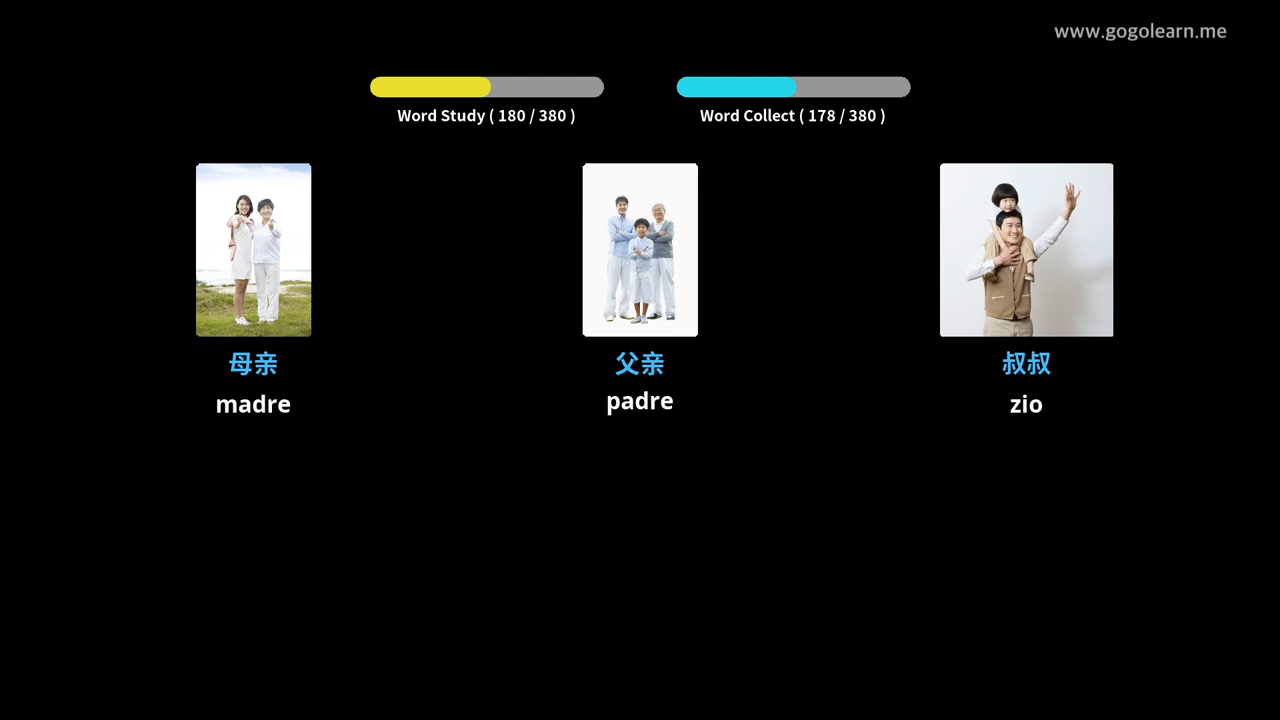 www.gogolearn.me
Word Study ( 180 / 380 )
Word Collect ( 178 / 380 )
母亲
madre
父亲
padre
叔叔
zio